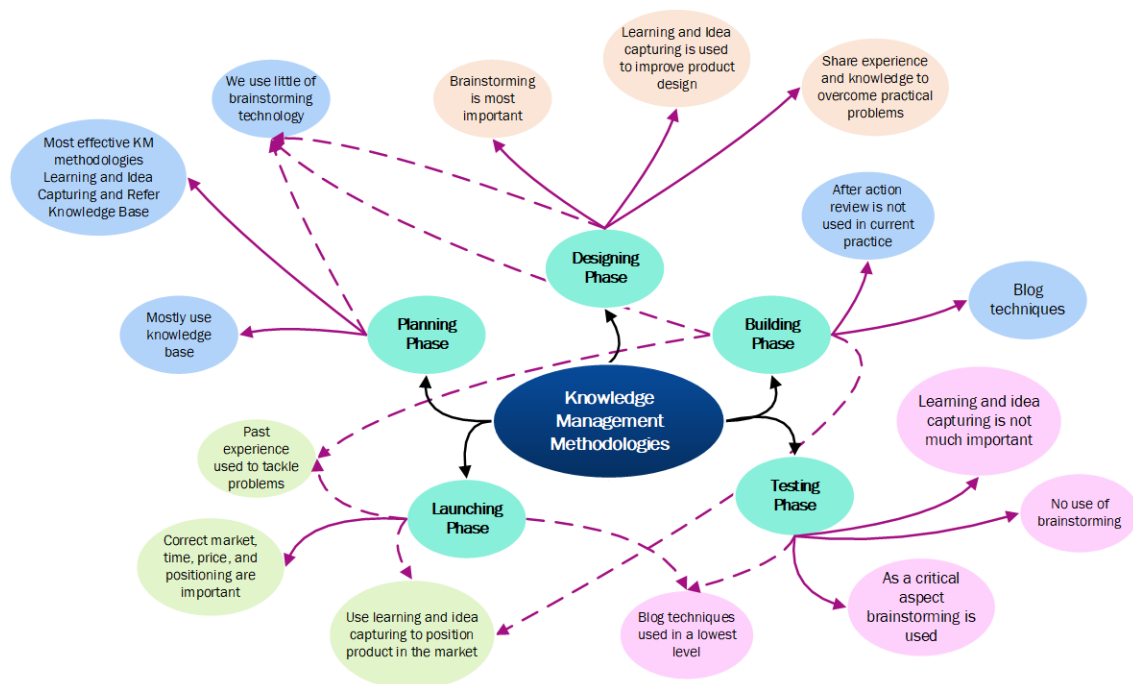 Learning and Idea
capturing is used
to improve product
design
We use little of
brainstorming
technology
Brainstorming
is most
important
Share experience
and knowledge to
overcome practical
problems
Most effective KM
methodologies
Learning and Idea
Capturing and Refer
Knowledge Base
After action
review is not
used in current
practice
Designing
Phase
Blog
techniques
Mostly use
knowledge
base
Planning
Phase
Building
Phase
Knowledge
Management
Methodologies
Learning and idea
capturing is not
much important
Past
experience
used to tackle
problems
Launching
Phase
Testing
Phase
No use of
brainstorming
Correct market,
time, price, and
positioning are
important
Use learning and idea
capturing to position
product in the market
Blog techniques
used in a lowest
level
As a critical
aspect
brainstorming is
used